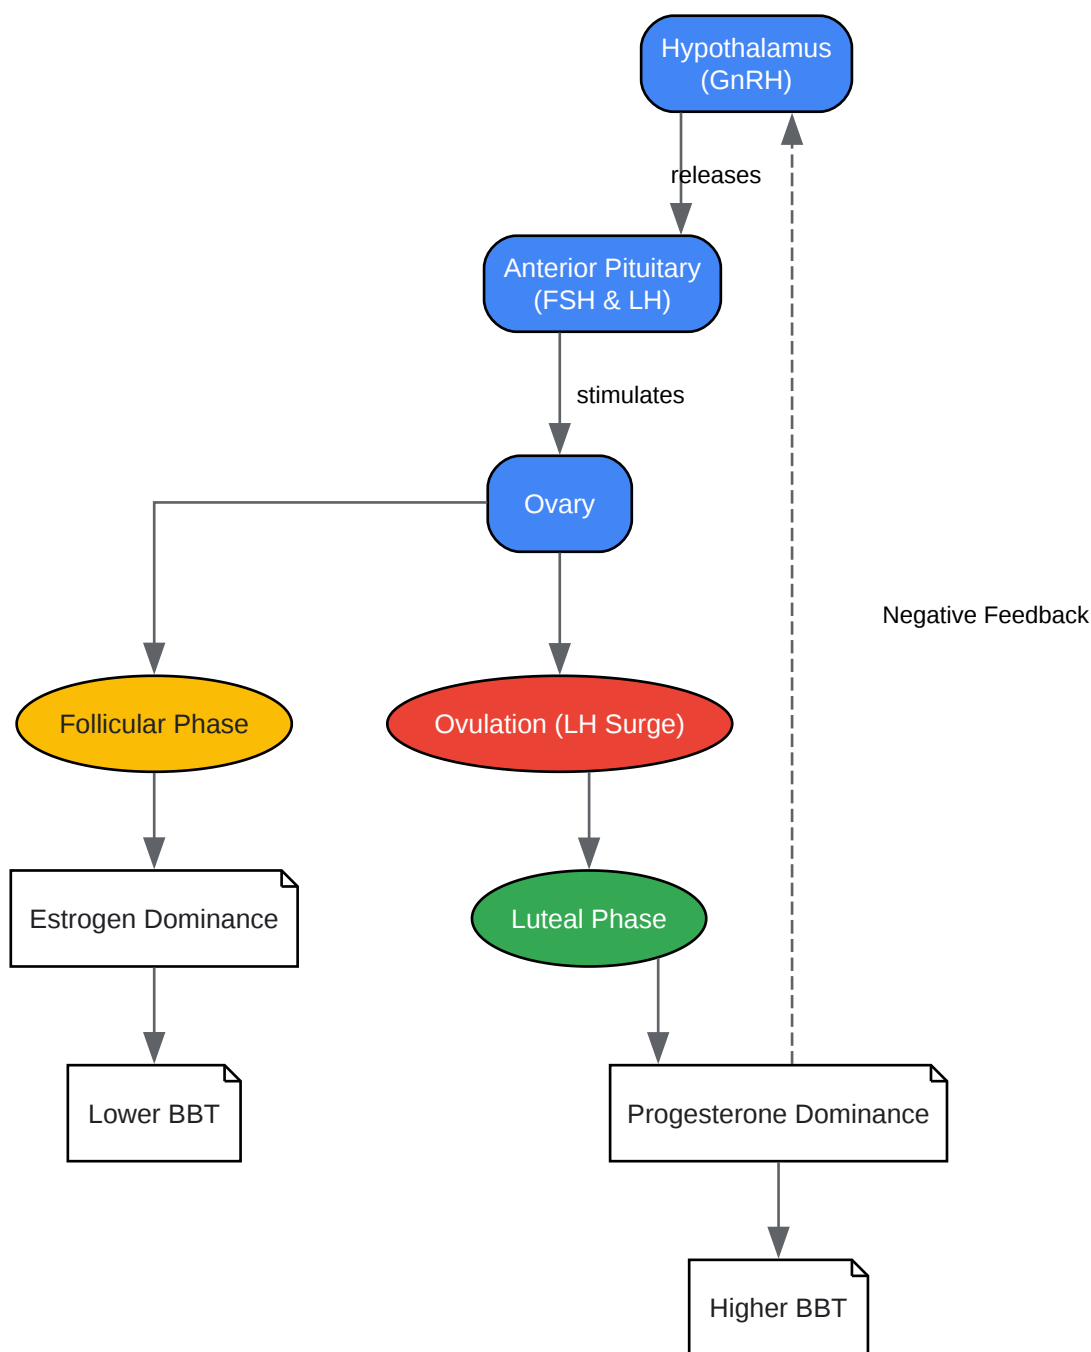 Hypothalamus
(GnRH)
releases
Anterior Pituitary
(FSH & LH)
stimulates
Ovary
Negative Feedback
Follicular Phase
Ovulation (LH Surge)
Estrogen Dominance
Luteal Phase
Lower BBT
Progesterone Dominance
Higher BBT